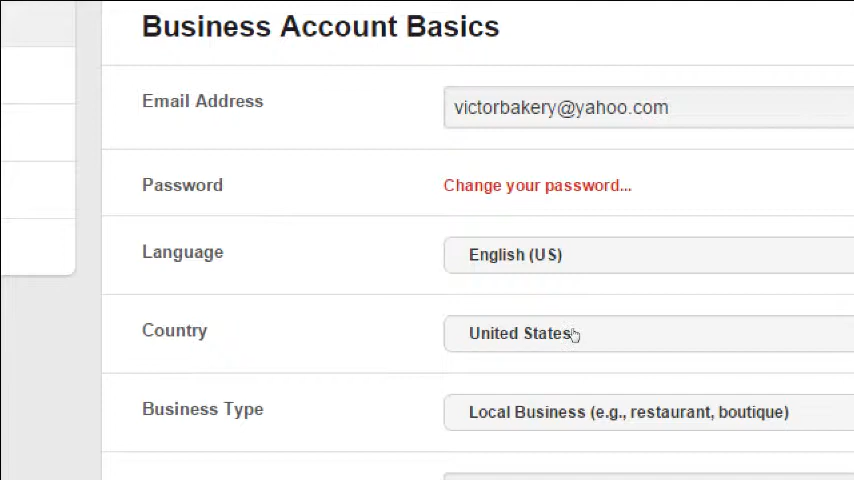 Business Account Basics
Email Address
victorbakery@yahoo.com
Password
Change your password...
Language
English (US)
Country
United States
Business Type
Local Business (e.g., restaurant, boutique)